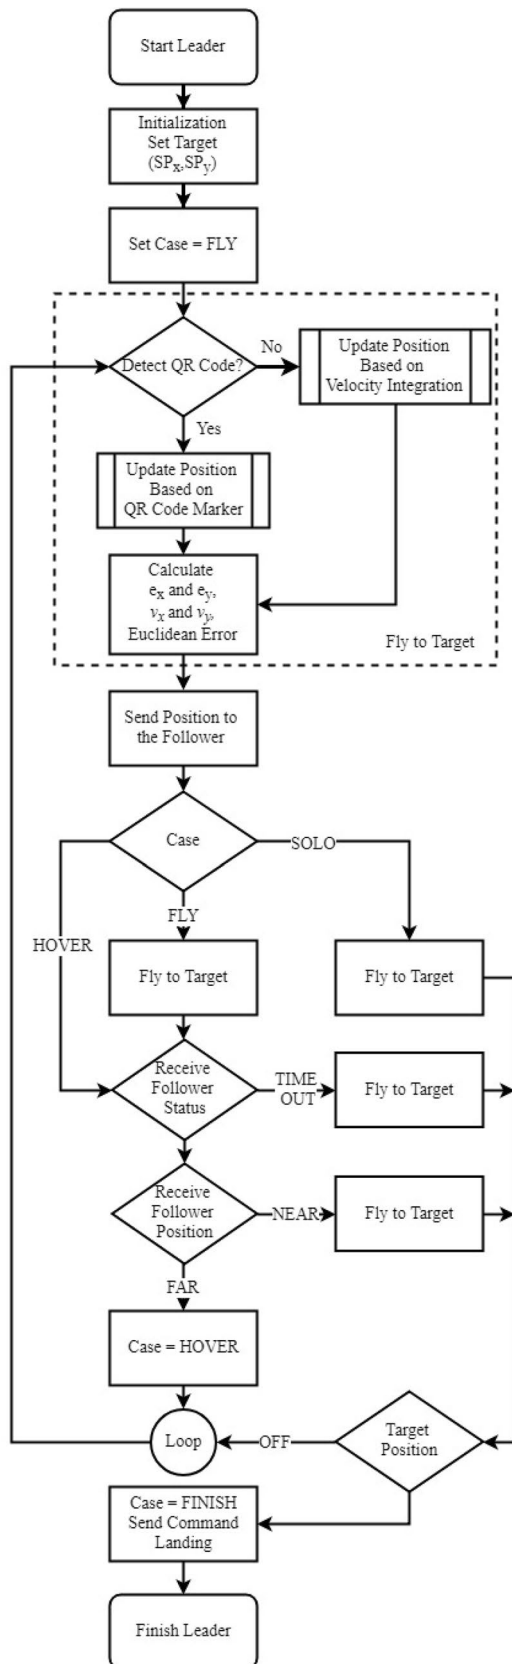 Start Leader
Initialization
Set Target
(SPx,SPy)
Set Case = FLY
Detect QR Code?
No
Update Position
Based on
Velocity Integration
Yes
Update Position
Based on
QR Code Marker
Calculate
ex and ey,
vx and vy,
Euclidean Error
Fly to Target
Send Position to
the Follower
Case
SOLO
FLY
HOVER
Fly to Target
Fly to Target
Receive
Follower
Status
TIME
OUT
Fly to Target
Receive
Follower
Position
NEAR
Fly to Target
FAR
Case = HOVER
Loop
OFF
Target
Position
Case = FINISH
Send Command
Landing
Finish Leader